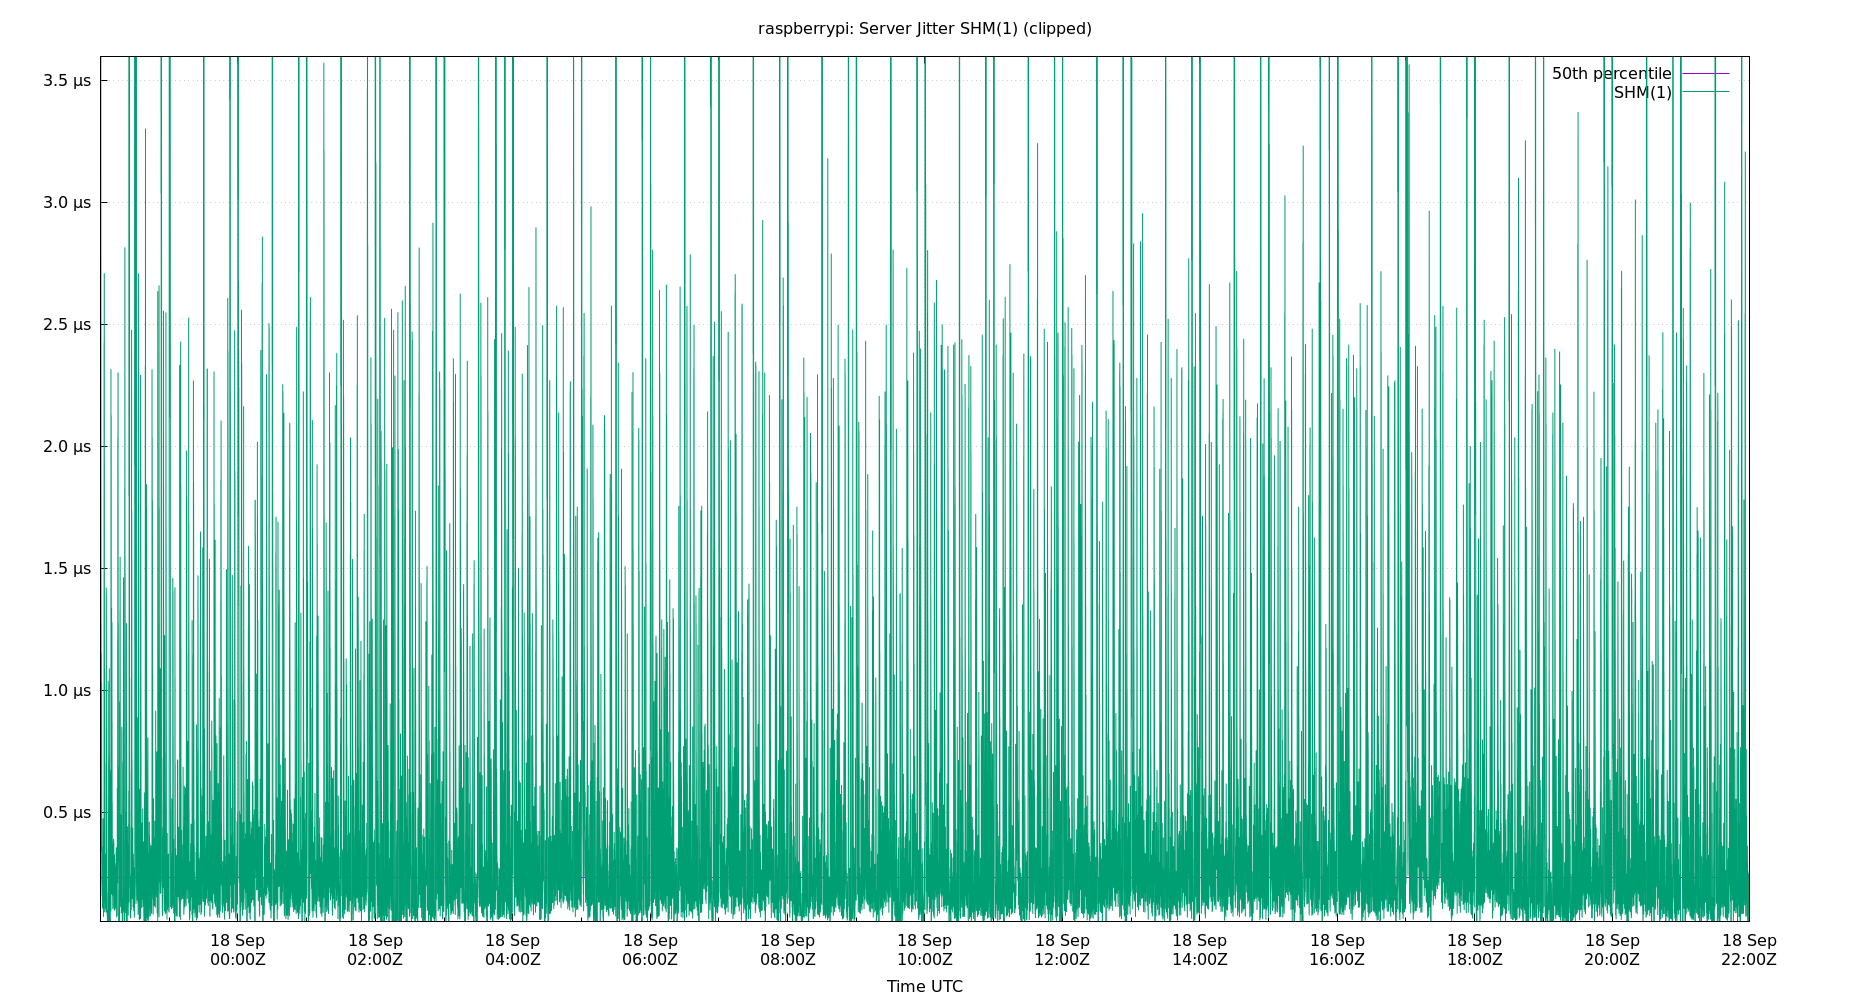 raspberrypi: Server Jitter SHM(1) (clipped)
50th percentile
SHM(1)
3.5 µs
3.0 µs
2.5 µs
2.0 µs
1.5 µs
1.0 µs
0.5 µs
18 Sep 18 Sep 18 Sep 18 Sep 18 Sep 18 Sep 18 Sep 18 Sep 18 Sep 18 Sep 18 Sep 18 Sep
00:00Z 02:00Z 04:00Z 06:00Z 08:00Z 10:00Z 12:00Z 14:00Z 16:00Z 18:00Z 20:00Z 22:00Z
Time UTC